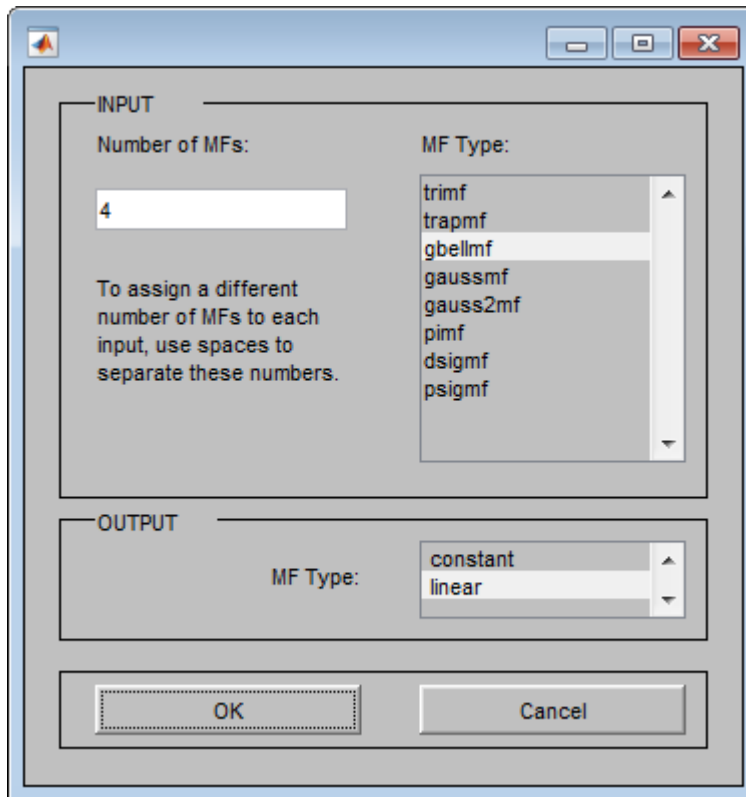 INPUT
Number of MFs:
4
To assign a different
number of MFs to each
input, use spaces to
separate these numbers.
MF Type:
trimf
trapmf
gbellmf
gaussmf
gauss2mf
pimf
dsigmf
psigmf
OUTPUT
MF Type:
constant
linear
OK
Cancel